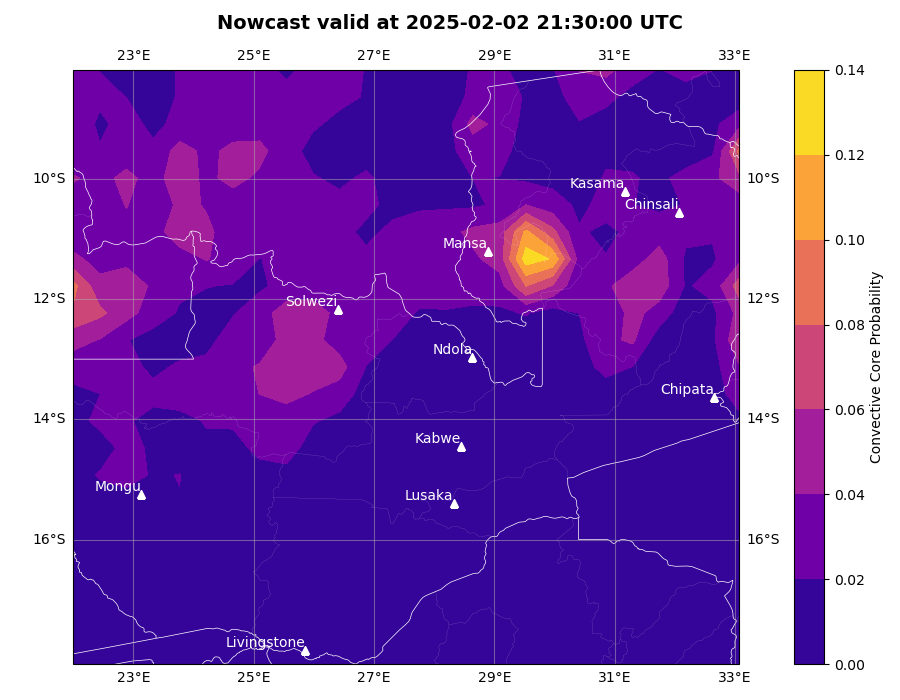 Nowcast valid at 2025-02-02 21:30:00 UTC
23°E 25°E 27°E 29°E 31°E 33°E
10°S
12°S
14°S
16°S
Kasama
Chinsali
Mansa
Solwezi
Ndola
Chipata
Kabwe
Mongu
Lusaka
Livingstone
23°E 25°E 27°E 29°E 31°E 33°E
10°S
12°S
14°S
16°S
0.14
0.12
0.10
0.08
0.06
0.04
0.02
0.00
Convective Core Probability